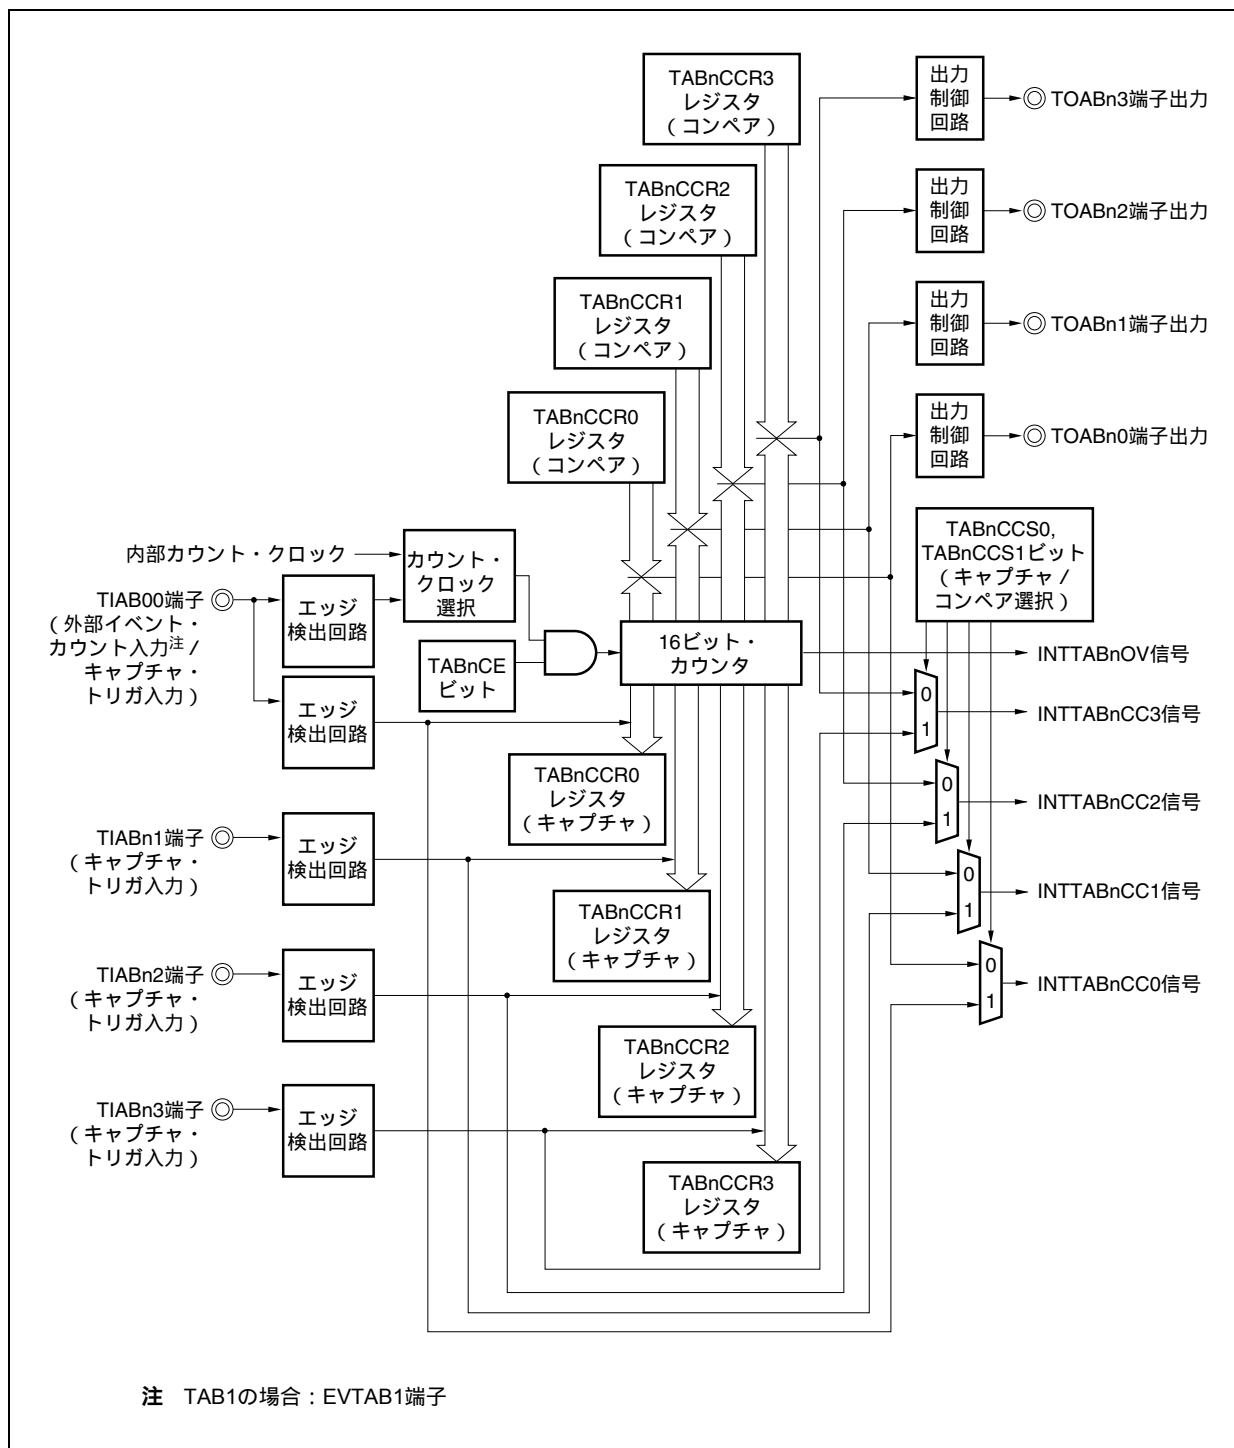 TABnCCR3
レジスタ
(コンペア)
出力
制御
回路
TOABn3端子出力
TABnCCR2
レジスタ
(コンペア)
出力
制御
回路
TOABn2端子出力
TABnCCR1
レジスタ
(コンペア)
出力
制御
回路
TOABn1端子出力
TABnCCR0
レジスタ
(コンペア)
出力
制御
回路
TOABn0端子出力
TABnCCS0,
TABnCCS1ビット
(キャプチャ/
コンペア選択)
内部カウント・クロック
カウント・
クロック
選択
TIAB00端子
(外部イベント・
カウント入力注/
キャプチャ・
トリガ入力)
エッジ
検出回路
TABnCE
ビット
16ビット・
カウンタ
INTTABnOV信号
エッジ
検出回路
0
1
INTTABnCC3信号
TABnCCR0
レジスタ
(キャプチャ)
0
1
INTTABnCC2信号
TIABn1端子
(キャプチャ・
トリガ入力)
エッジ
検出回路
0
1
INTTABnCC1信号
TABnCCR1
レジスタ
(キャプチャ)
TIABn2端子
(キャプチャ・
トリガ入力)
エッジ
検出回路
0
1
INTTABnCC0信号
TABnCCR2
レジスタ
(キャプチャ)
TIABn3端子
(キャプチャ・
トリガ入力)
エッジ
検出回路
TABnCCR3
レジスタ
(キャプチャ)
注 TAB1の場合:EVTAB1端子